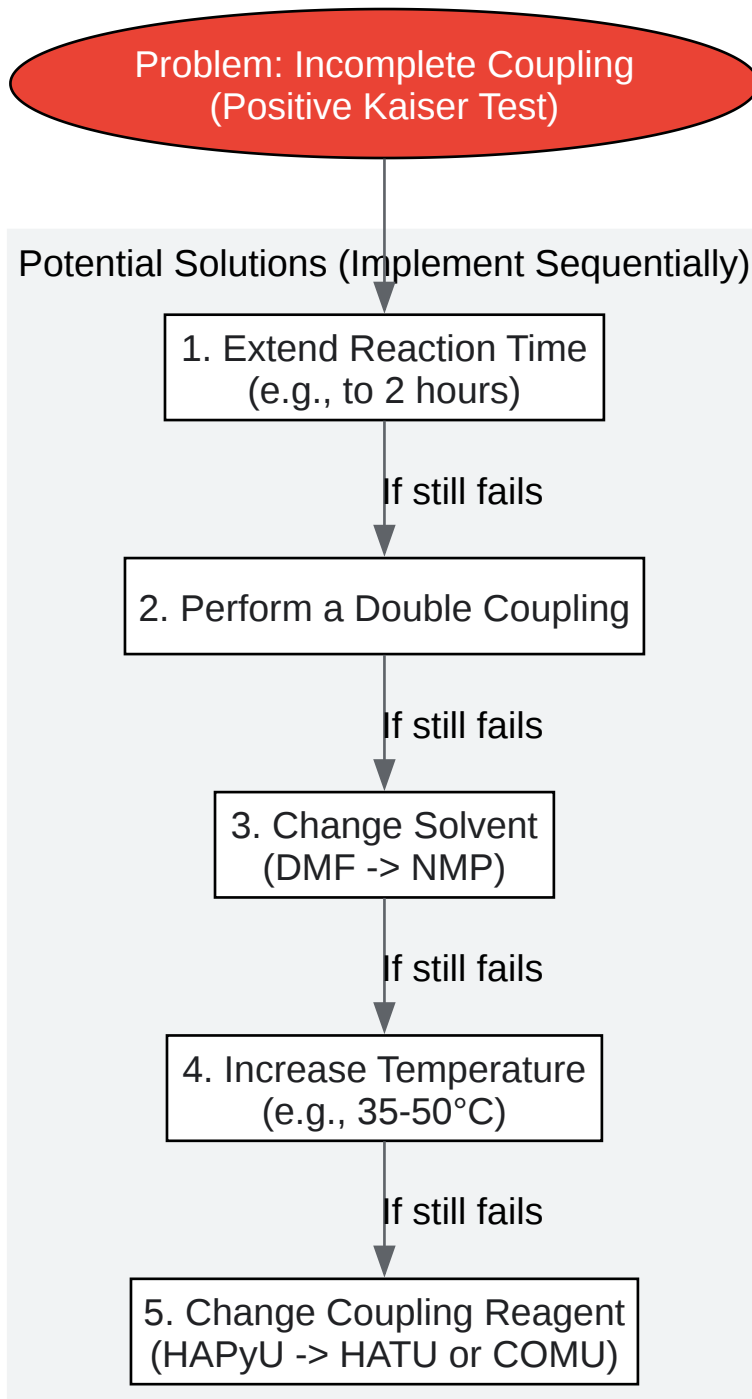 Problem: Incomplete Coupling
(Positive Kaiser Test)
Potential Solutions (Implement Sequentially)
1. Extend Reaction Time
(e.g., to 2 hours)
If still fails
2. Perform a Double Coupling
If still fails
3. Change Solvent
(DMF -> NMP)
If still fails
4. Increase Temperature
(e.g., 35-50°C)
If still fails
5. Change Coupling Reagent
(HAPyU -> HATU or COMU)